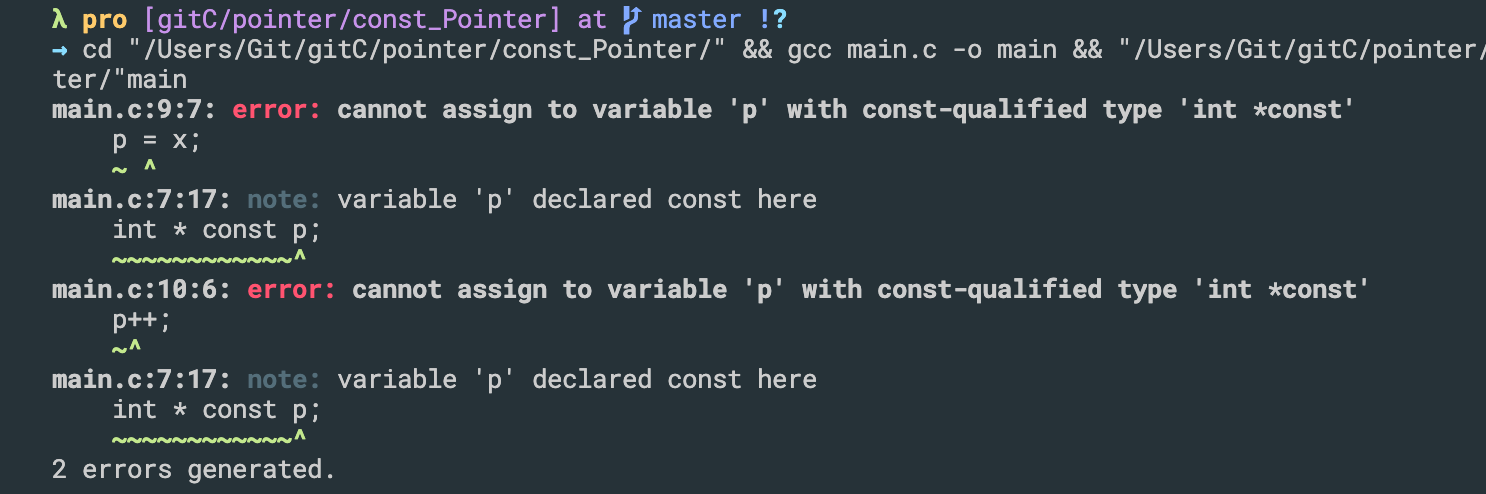 λ pro [gitC/pointer/const_Pointer] at master !?
→ cd "/Users/Git/gitC/pointer/const_Pointer/" && gcc main.c -o main && "/Users/Git/gitC/pointer/
ter/"main
main.c:9:7: error: cannot assign to variable 'p' with const-qualified type 'int *const'
    p = x;
    ~ ^
main.c:7:17: note: variable 'p' declared const here
    int * const p;
    ~~~~~~~~~~~~^
main.c:10:6: error: cannot assign to variable 'p' with const-qualified type 'int *const'
    p++;
    ~^
main.c:7:17: note: variable 'p' declared const here
    int * const p;
    ~~~~~~~~~~~~^
2 errors generated.